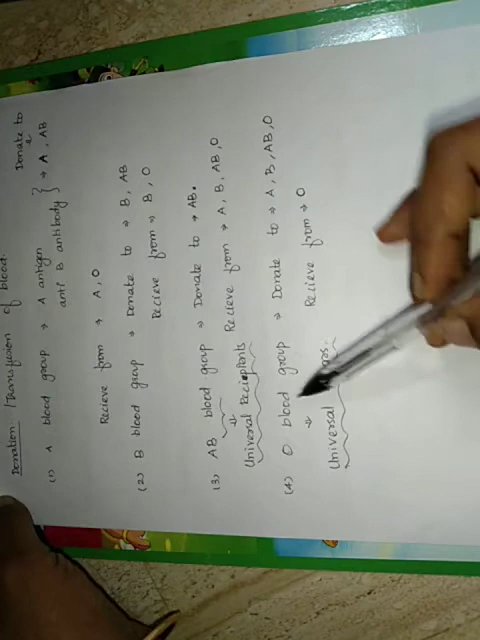 Donation / Transfusion of blood.
Donate to
(1) A blood group → A antigen } ⇒ A, AB
anti B antibody
Recieve from → A, O
(2) B blood group ⇒ Donate to ⇒ B, AB
Recieve from ⇒ B, O
(3) AB blood group ⇒ Donate to → AB.
Recieve from ⇒ A, B, AB, O
Universal Recieptents
(4) O blood group ⇒ Donate to ⇒ A, B, AB, O
Recieve from ⇒ O
Universal